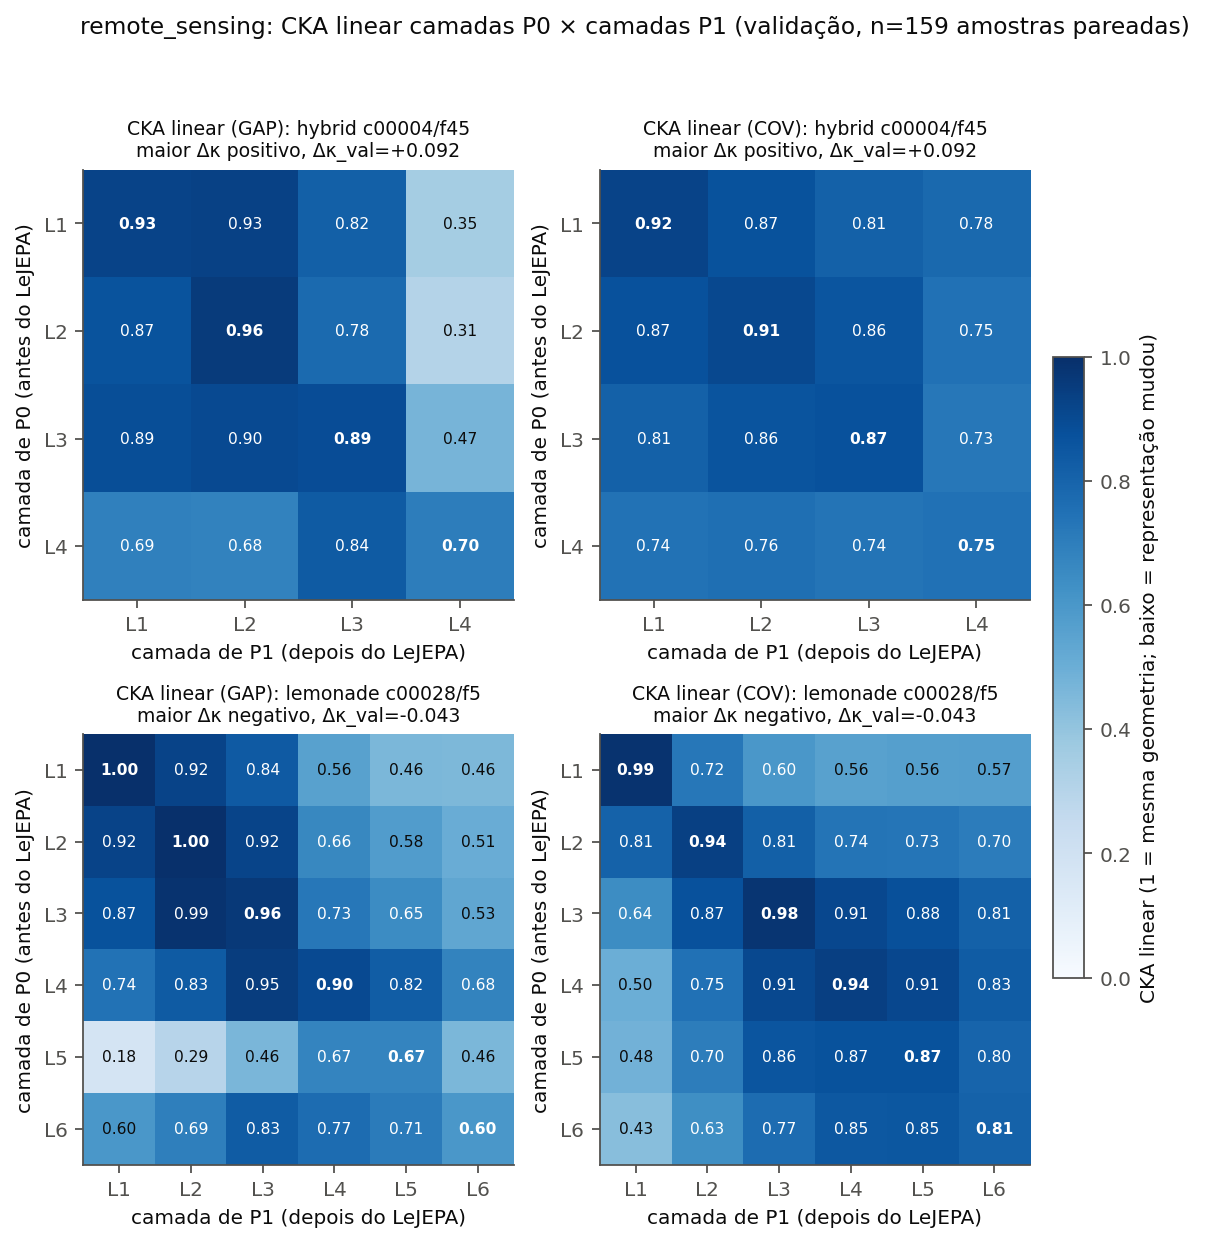 remote_sensing: CKA linear camadas P0 × camadas P1 (validação, n=159 amostras pareadas)
CKA linear (GAP): hybrid c00004/f45
maior Δκ positivo, Δκ_val=+0.092
camada de P0 (antes do LeJEPA)
L1 0.93 0.93 0.82 0.35
L2 0.87 0.96 0.78 0.31
L3 0.89 0.90 0.89 0.47
L4 0.69 0.68 0.84 0.70
L1 L2 L3 L4
camada de P1 (depois do LeJEPA)
CKA linear (COV): hybrid c00004/f45
maior Δκ positivo, Δκ_val=+0.092
camada de P0 (antes do LeJEPA)
L1 0.92 0.87 0.81 0.78
L2 0.87 0.91 0.86 0.75
L3 0.81 0.86 0.87 0.73
L4 0.74 0.76 0.74 0.75
L1 L2 L3 L4
camada de P1 (depois do LeJEPA)
CKA linear (GAP): lemonade c00028/f5
maior Δκ negativo, Δκ_val=-0.043
camada de P0 (antes do LeJEPA)
L1 1.00 0.92 0.84 0.56 0.46 0.46
L2 0.92 1.00 0.92 0.66 0.58 0.51
L3 0.87 0.99 0.96 0.73 0.65 0.53
L4 0.74 0.83 0.95 0.90 0.82 0.68
L5 0.18 0.29 0.46 0.67 0.67 0.46
L6 0.60 0.69 0.83 0.77 0.71 0.60
L1 L2 L3 L4 L5 L6
camada de P1 (depois do LeJEPA)
CKA linear (COV): lemonade c00028/f5
maior Δκ negativo, Δκ_val=-0.043
camada de P0 (antes do LeJEPA)
L1 0.99 0.72 0.60 0.56 0.56 0.57
L2 0.81 0.94 0.81 0.74 0.73 0.70
L3 0.64 0.87 0.98 0.91 0.88 0.81
L4 0.50 0.75 0.91 0.94 0.91 0.83
L5 0.48 0.70 0.86 0.87 0.87 0.80
L6 0.43 0.63 0.77 0.85 0.85 0.81
L1 L2 L3 L4 L5 L6
camada de P1 (depois do LeJEPA)
1.0
0.8
0.6
0.4
0.2
0.0
CKA linear (1 = mesma geometria; baixo = representação mudou)